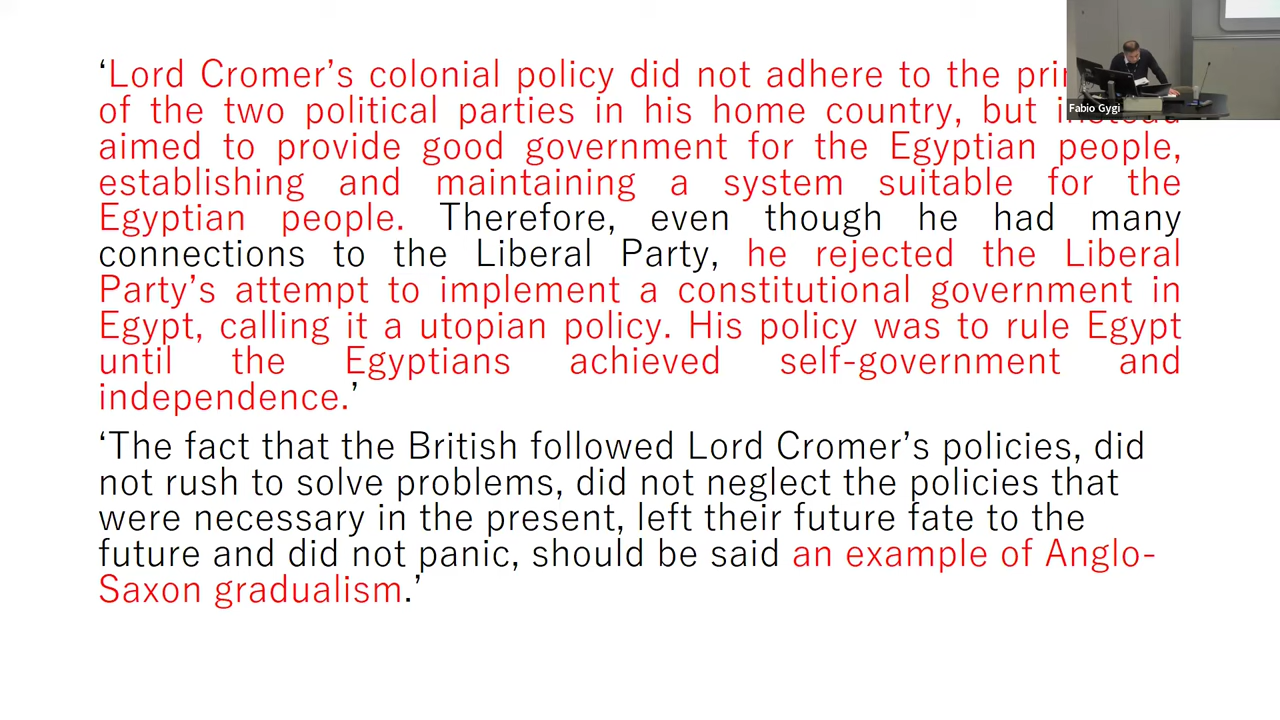 ‘Lord Cromer’s colonial policy did not adhere to the
of the two political parties in his home country, but instead
aimed to provide good government for the Egyptian people,
establishing and maintaining a system suitable for the
Egyptian people. Therefore, even though he had many
connections to the Liberal Party, he rejected the Liberal
Party’s attempt to implement a constitutional government in
Egypt, calling it a utopian policy. His policy was to rule Egypt
until the Egyptians achieved self-government and
independence.’
‘The fact that the British followed Lord Cromer’s policies, did
not rush to solve problems, did not neglect the policies that
were necessary in the present, left their future fate to the
future and did not panic, should be said an example of Anglo-
Saxon gradualism.’
Fabio Gygi